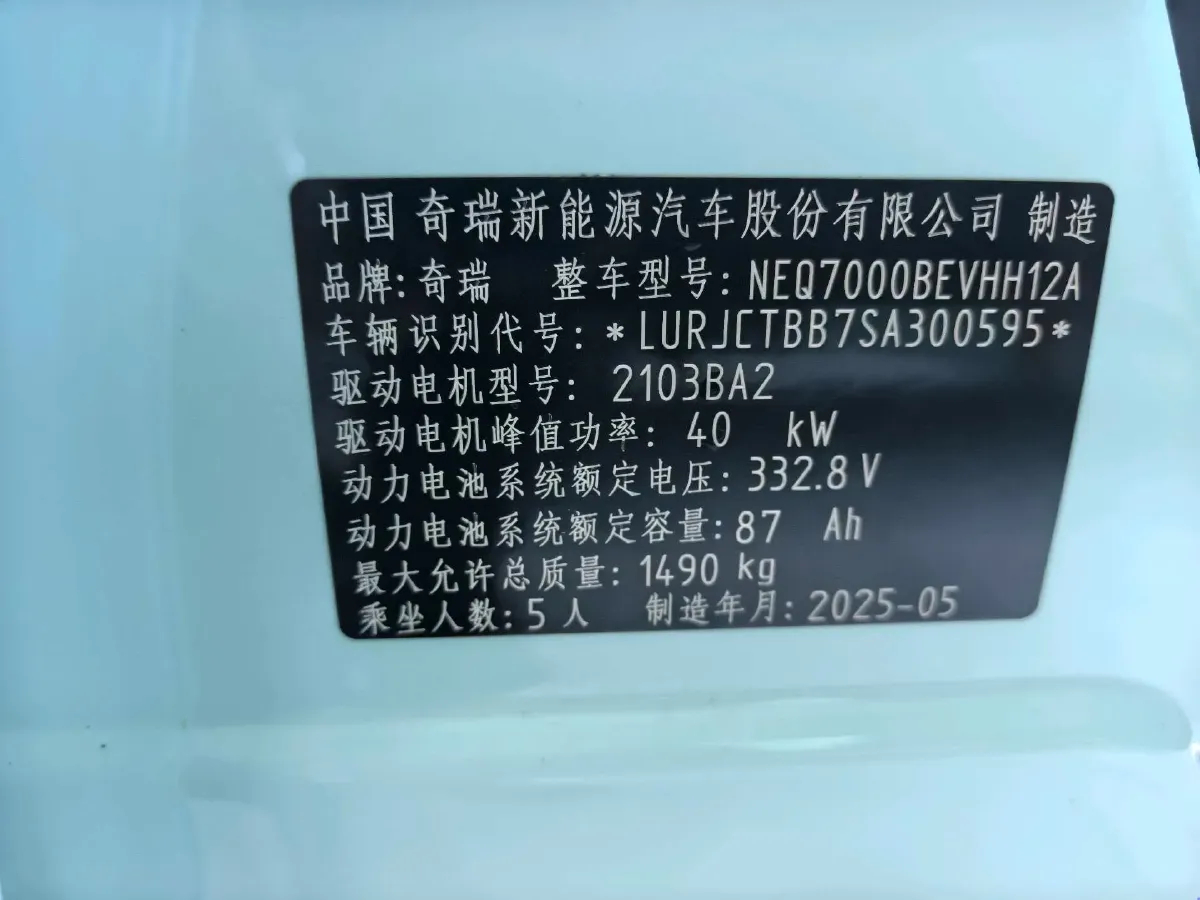 中国 奇瑞新能源汽车股份有限公司 制造
品牌:奇瑞 整车型号:NEQ7000BEVHH12A
车辆识别代号:*LURJCTBB7SA300595*
驱动电机型号: 2103BA2
驱动电机峰值功率: 40 kW
动力电池系统额定电压:332.8V
动力电池系统额定容量:87 Ah
最大允许总质量:1490 kg
乘坐人数:5人 制造年月:2025-05